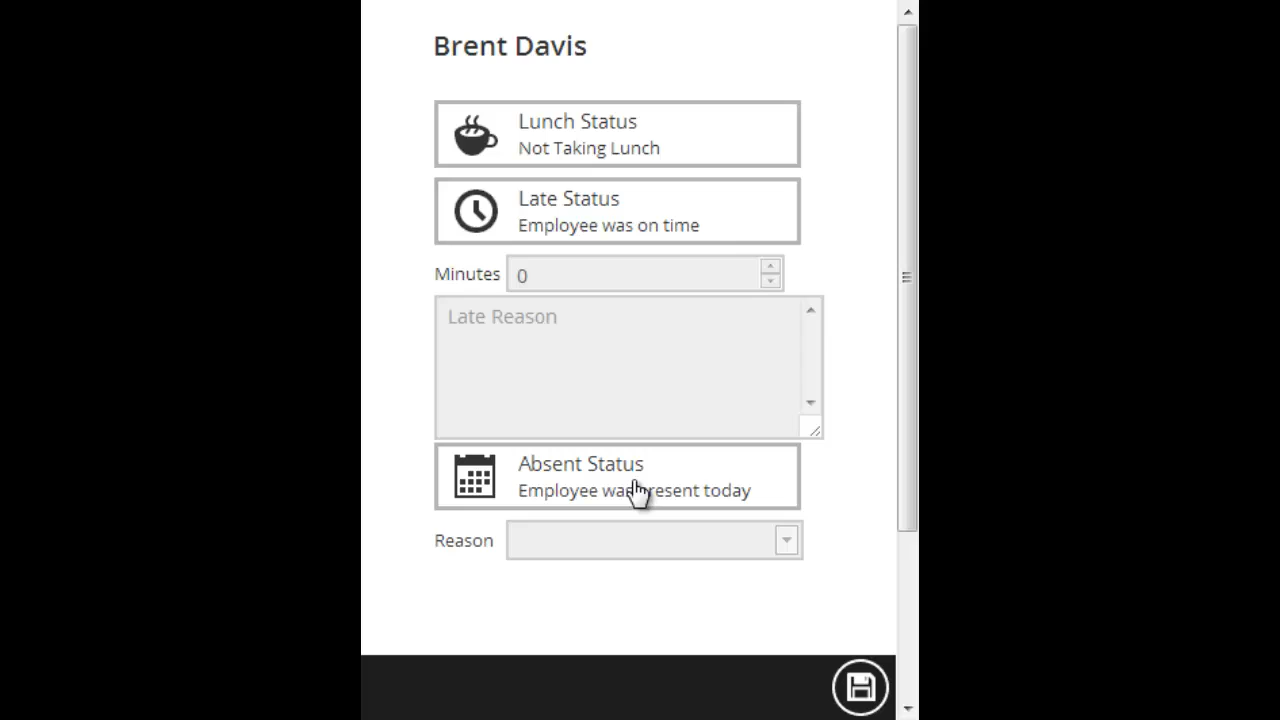 Brent Davis
Lunch Status
Not Taking Lunch
Late Status
Employee was on time
Minutes 0
Late Reason
Absent Status
Employee was present today
Reason